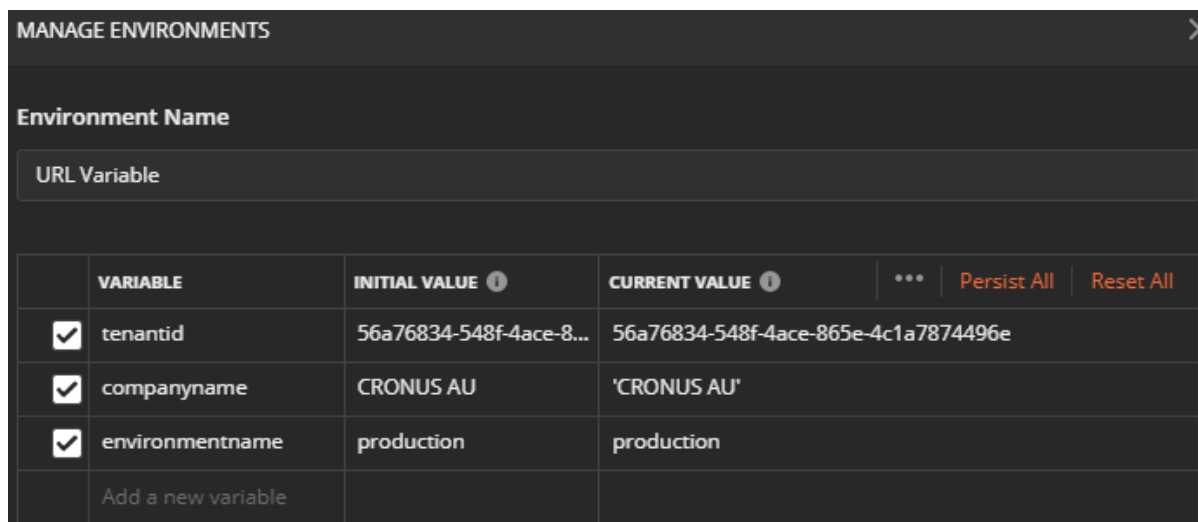 MANAGE ENVIRONMENTS
Environment Name
URL Variable
VARIABLE INITIAL VALUE CURRENT VALUE ••• Persist All Reset All
tenantid 56a76834-548f-4ace-8... 56a76834-548f-4ace-865e-4c1a7874496e
companyname CRONUS AU 'CRONUS AU'
environmentname production production
Add a new variable